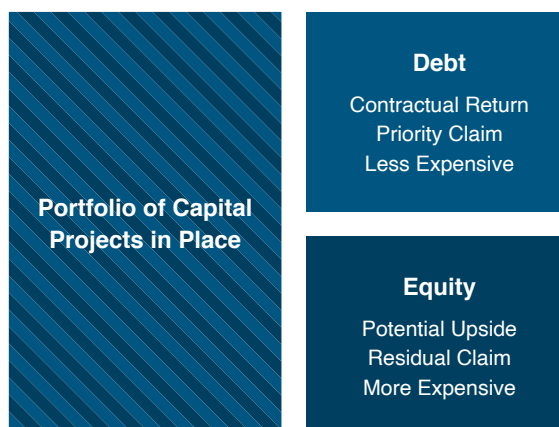 Portfolio of Capital
Projects in Place
Debt
Contractual Return
Priority Claim
Less Expensive
Equity
Potential Upside
Residual Claim
More Expensive